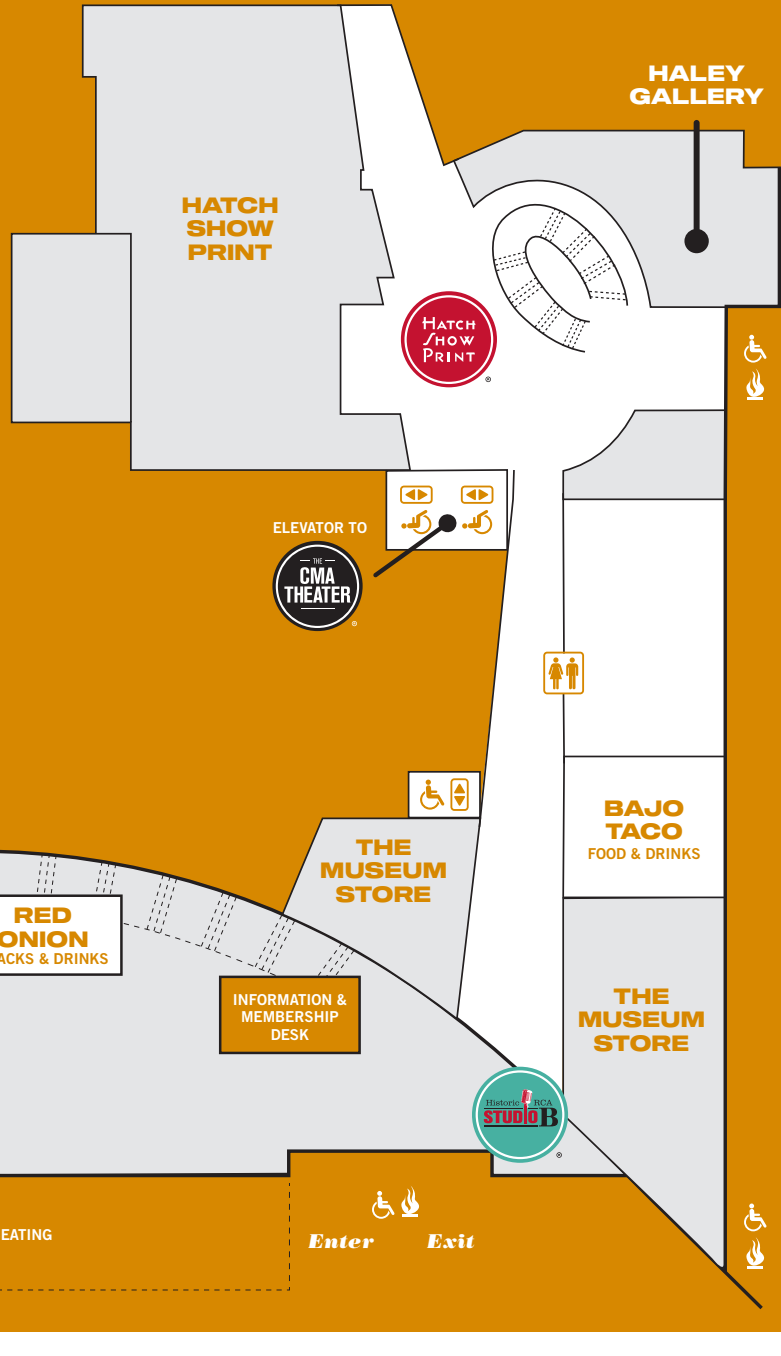 HALEY
GALLERY
HATCH
SHOW
PRINT
HATCH
SHOW
PRINT
®
ELEVATOR TO
THE
CMA
THEATER
®
BAJO
TACO
FOOD & DRINKS
THE
MUSEUM
STORE
RED
ONION
ACKS & DRINKS
INFORMATION &
MEMBERSHIP
DESK
THE
MUSEUM
STORE
Historic RCA
STUDIO B
®
EATING
Enter Exit